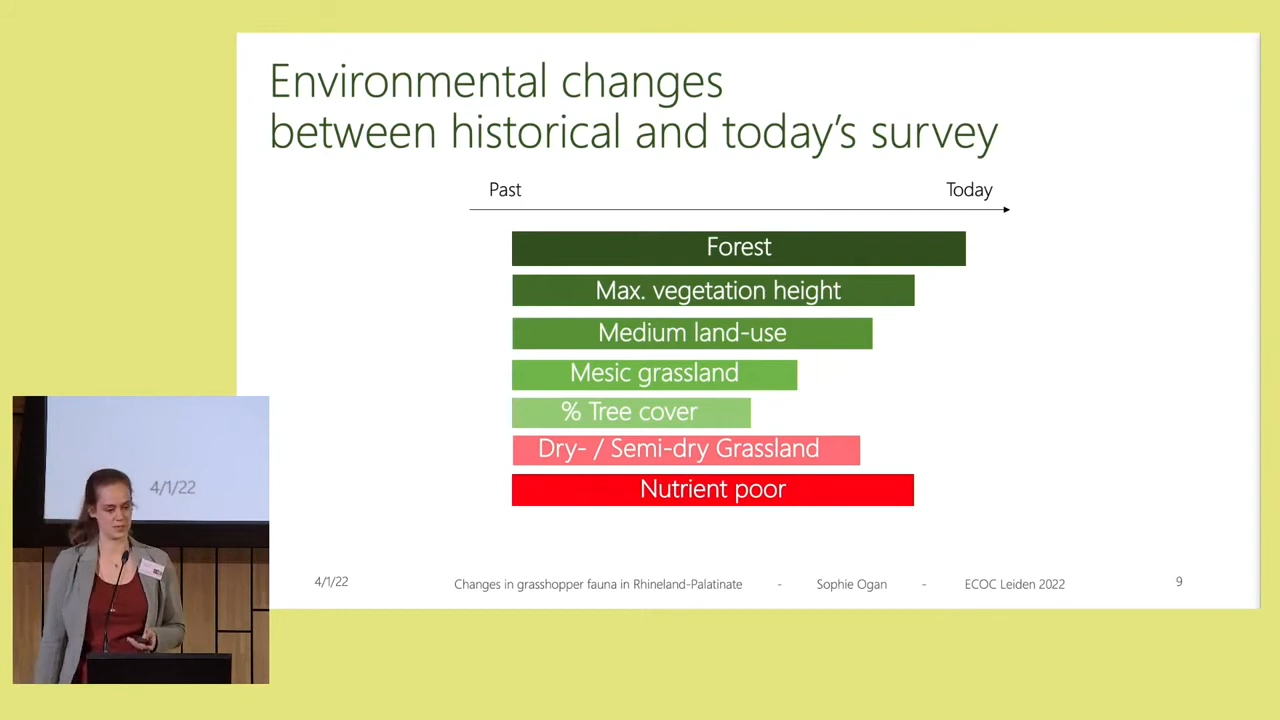 Environmental changes
between historical and today's survey
Past
Today
Forest
Max. vegetation height
Medium land-use
Mesic grassland
% Tree cover
Dry- / Semi-dry Grassland
Nutrient poor
4/1/22
4/1/22
Changes in grasshopper fauna in Rhineland-Palatinate - Sophie Ogan - ECOC Leiden 2022
9